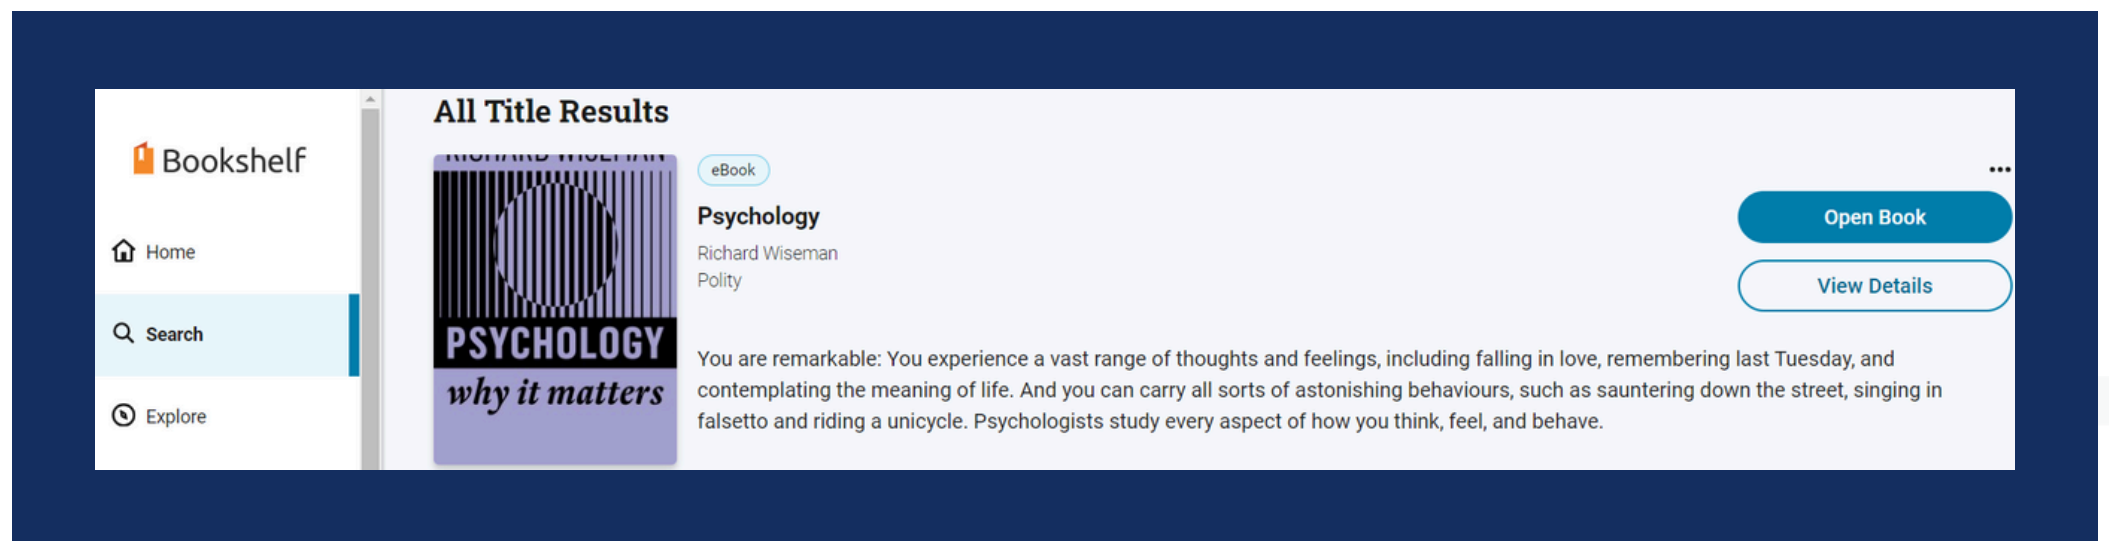 Bookshelf
Home
Search
Explore
All Title Results
RICHARD WISEMAN
PSYCHOLOGY
why it matters
eBook
Psychology
Richard Wiseman
Polity
...
Open Book
View Details
You are remarkable: You experience a vast range of thoughts and feelings, including falling in love, remembering last Tuesday, and
contemplating the meaning of life. And you can carry all sorts of astonishing behaviours, such as sauntering down the street, singing in
falsetto and riding a unicycle. Psychologists study every aspect of how you think, feel, and behave.